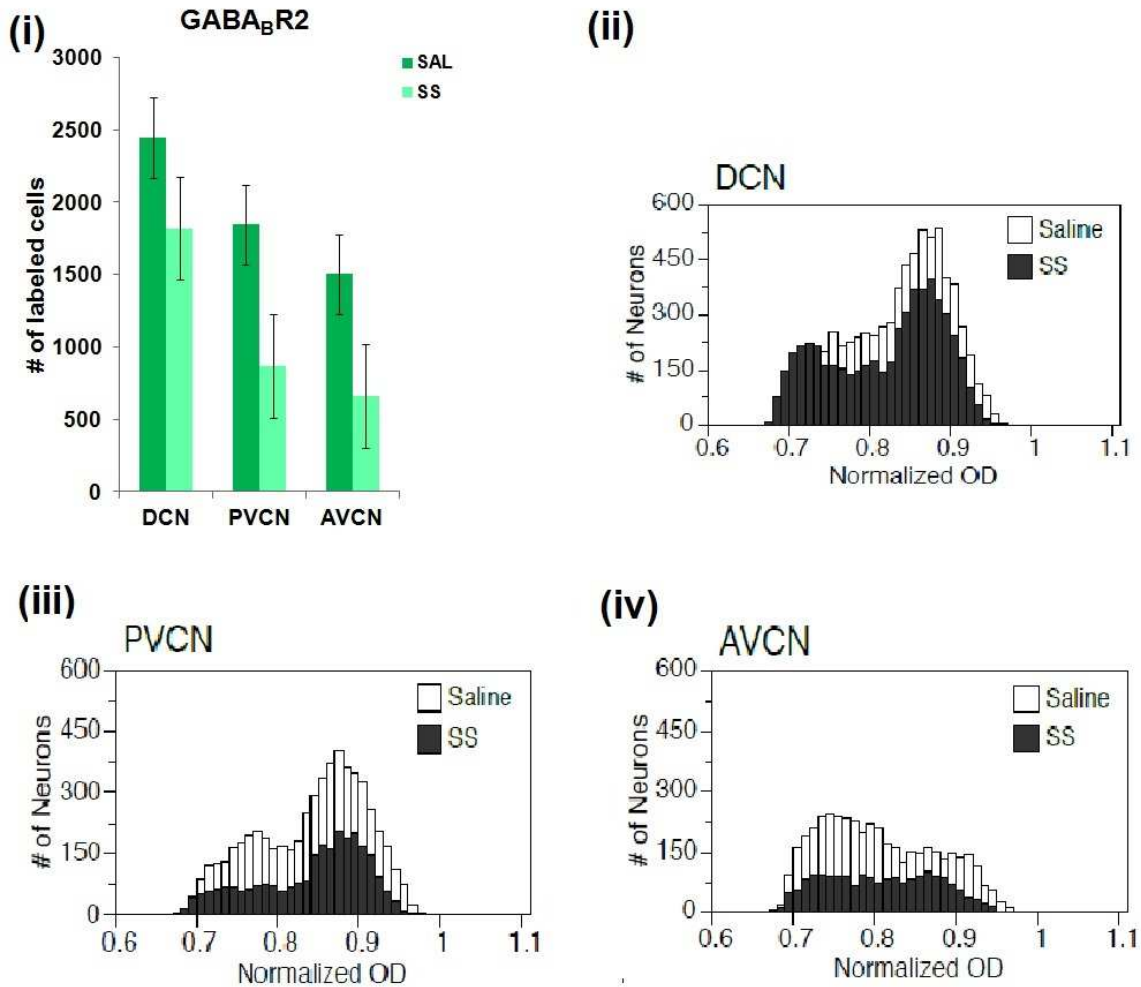 (i)
GABABR2
SAL
SS
3000
2500
2000
1500
1000
500
0
# of labeled cells
DCN PVCN AVCN
(ii)
DCN
Saline
SS
600
450
300
150
0
# of Neurons
0.6 0.7 0.8 0.9 1 1.1
Normalized OD
(iii)
PVCN
Saline
SS
600
450
300
150
0
# of Neurons
0.6 0.7 0.8 0.9 1 1.1
Normalized OD
(iv)
AVCN
Saline
SS
600
450
300
150
0
# of Neurons
0.6 0.7 0.8 0.9 1 1.1
Normalized OD